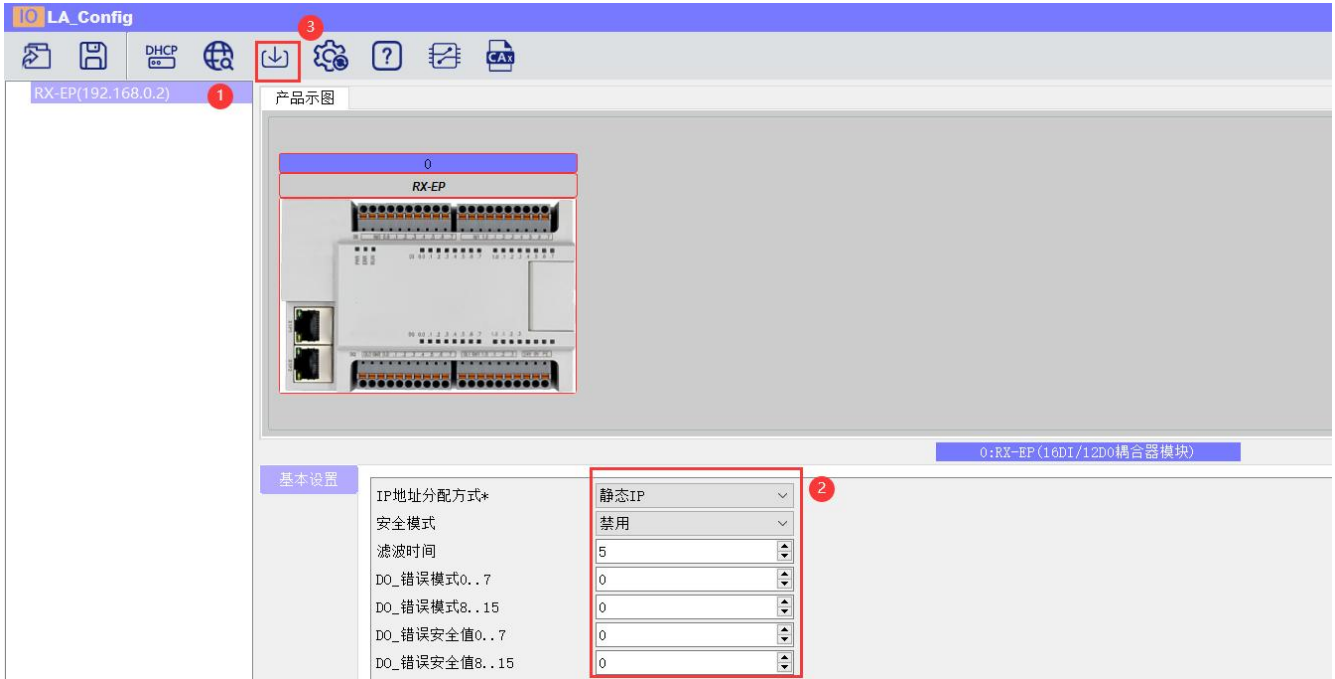 IO LA_Config
3
DHCP
?
CAx
RX-EP(192.168.0.2)
1
产品示图
0
RX-EP
0:RX-EP(16DI/12DO耦合器模块)
基本设置
2
IP地址分配方式* 静态IP
安全模式 禁用
滤波时间 5
DO_错误模式0..7 0
DO_错误模式8..15 0
DO_错误安全值0..7 0
DO_错误安全值8..15 0